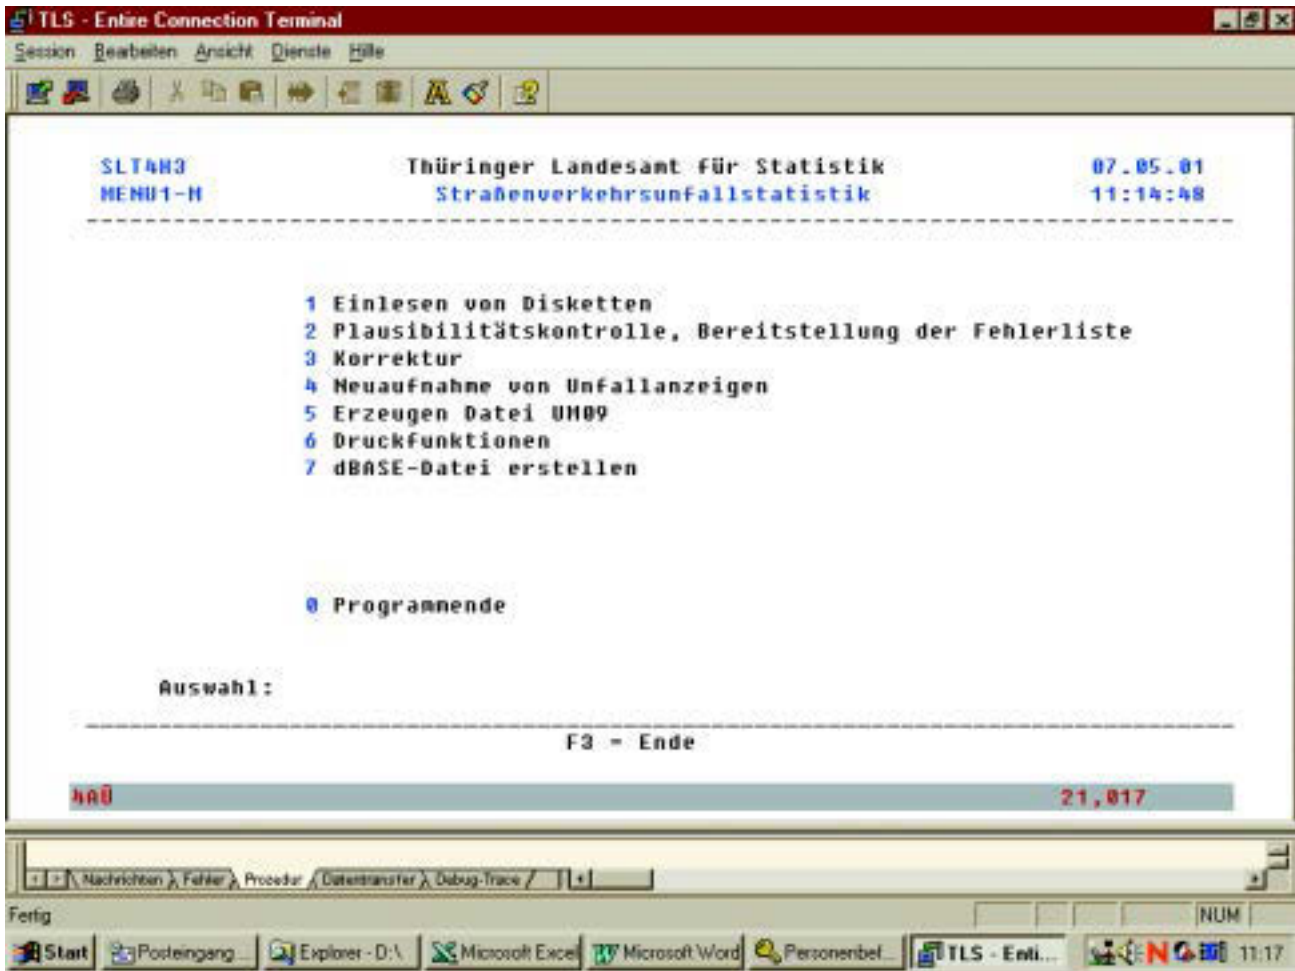 TLS - Entire Connection Terminal
Session Bearbeiten Ansicht Dienste Hilfe
SLT4H3 Thüringer Landesamt für Statistik 07.05.01
MENU1-M Straßenverkehrsunfallstatistik 11:14:48
1 Einlesen von Disketten
2 Plausibilitätskontrolle, Bereitstellung der Fehlerliste
3 Korrektur
4 Neuaufnahme von Unfallanzeigen
5 Erzeugen Datei UM09
6 Druckfunktionen
7 dBASE-Datei erstellen
0 Programmende
Auswahl:
F3 = Ende
4AÜ 21,017
Nachrichten Fehler Prozedur Datentransfer Debug-Trace
Fertig NUM
Start Posteingang ... Explorer - D:\ Microsoft Excel Microsoft Word Personenbef... TLS - Enti... 11:17